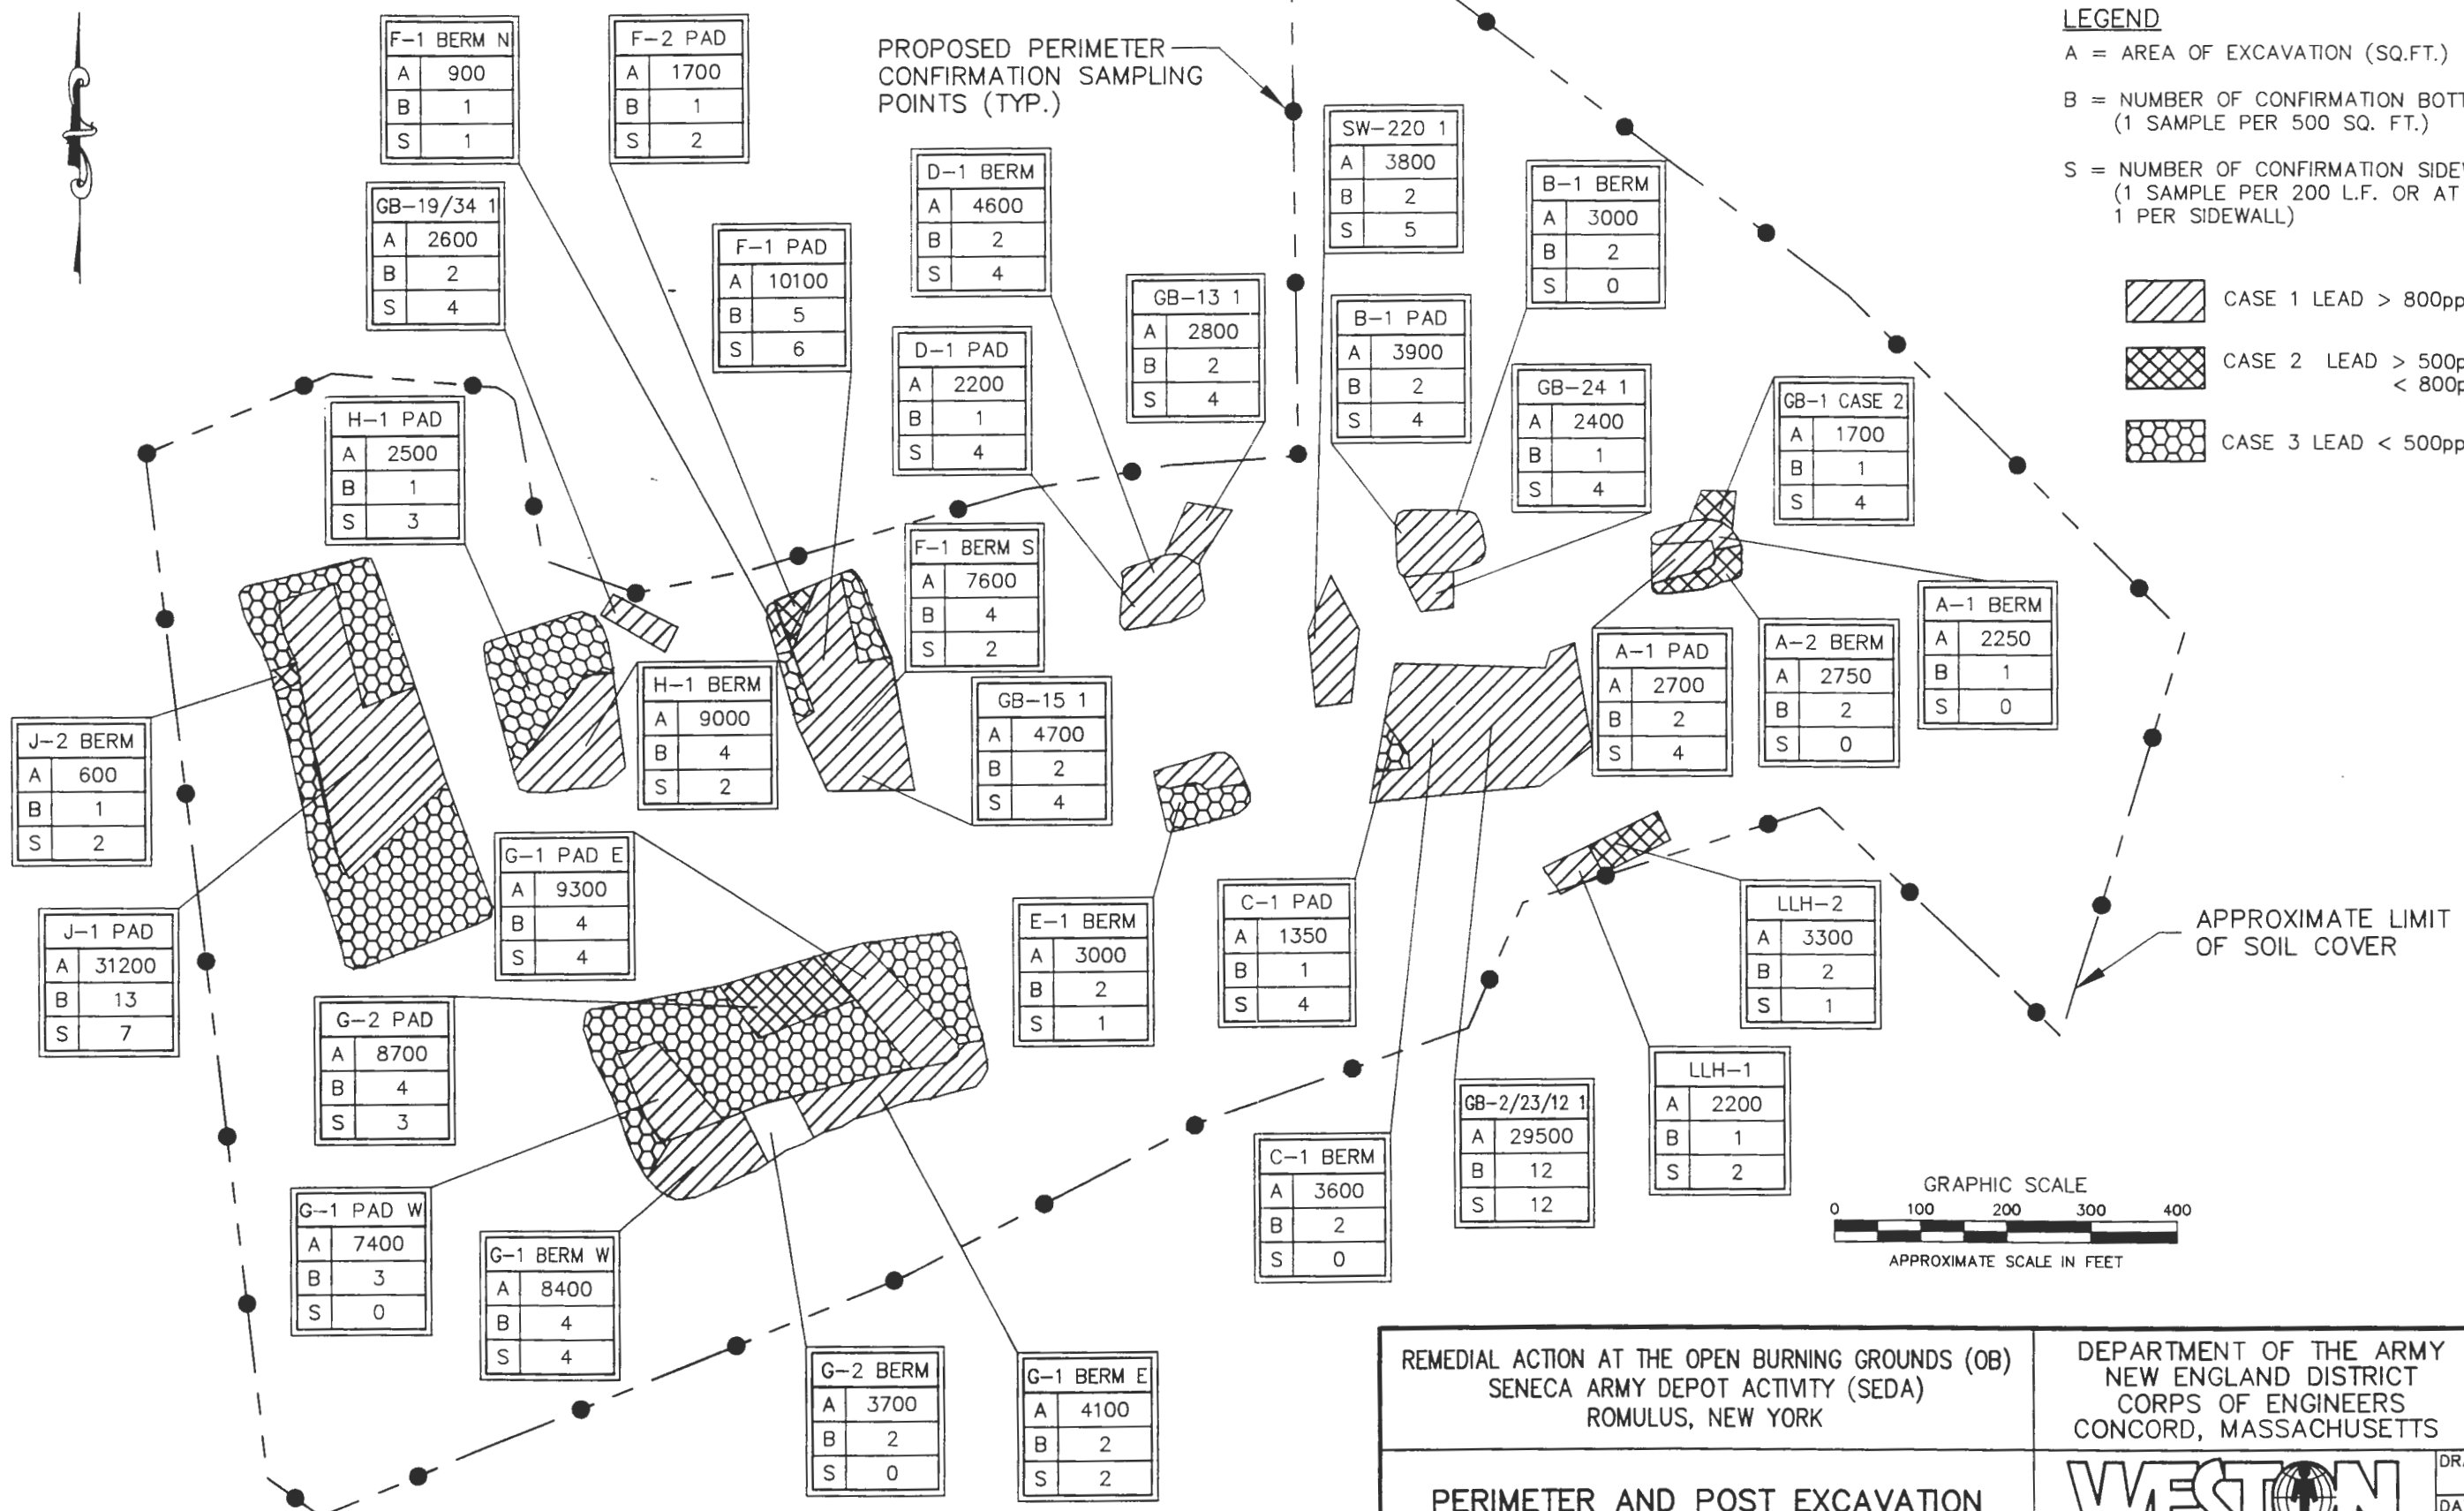 F-1 BERM N
A 900
B 1
S 1
F-2 PAD
A 1700
B 1
S 2
PROPOSED PERIMETER
CONFIRMATION SAMPLING
POINTS (TYP.)
LEGEND
A = AREA OF EXCAVATION (SQ.FT.)
B = NUMBER OF CONFIRMATION
(1 SAMPLE PER 500 SQ. FT.)
S = NUMBER OF CONFIRMATION
(1 SAMPLE PER 200 L.F. OR AT
1 PER SIDEWALL)
CASE 1 LEAD > 800pp
CASE 2 LEAD > 500p
< 800p
CASE 3 LEAD < 500pp
GB-19/34 1
A 2600
B 2
S 4
F-1 PAD
A 10100
B 5
S 6
D-1 BERM
A 4600
B 2
S 4
SW-220 1
A 3800
B 2
S 5
B-1 BERM
A 3000
B 2
S 0
GB-13 1
A 2800
B 2
S 4
B-1 PAD
A 3900
B 2
S 4
D-1 PAD
A 2200
B 1
S 4
GB-24 1
A 2400
B 1
S 4
GB-1 CASE 2
A 1700
B 1
S 4
H-1 PAD
A 2500
B 1
S 3
F-1 BERM S
A 7600
B 4
S 2
A-1 BERM
A 2250
B 1
S 0
A-1 PAD
A 2700
B 2
S 4
A-2 BERM
A 2750
B 2
S 0
H-1 BERM
A 9000
B 4
S 2
GB-15 1
A 4700
B 2
S 4
J-2 BERM
A 600
B 1
S 2
G-1 PAD E
A 9300
B 4
S 4
J-1 PAD
A 31200
B 13
S 7
E-1 BERM
A 3000
B 2
S 1
C-1 PAD
A 1350
B 1
S 4
LLH-2
A 3300
B 2
S 1
APPROXIMATE LIMIT
OF SOIL COVER
G-2 PAD
A 8700
B 4
S 3
LLH-1
A 2200
B 1
S 2
GB-2/23/12 1
A 29500
B 12
S 12
C-1 BERM
A 3600
B 2
S 0
G-1 PAD W
A 7400
B 3
S 0
G-1 BERM W
A 8400
B 4
S 4
G-2 BERM
A 3700
B 2
S 0
G-1 BERM E
A 4100
B 2
S 2
GRAPHIC SCALE
0 100 200 300 400
APPROXIMATE SCALE IN FEET
REMEDIAL ACTION AT THE OPEN BURNING GROUNDS (OB)
SENECA ARMY DEPOT ACTIVITY (SEDA)
ROMULUS, NEW YORK
DEPARTMENT OF THE ARMY
NEW ENGLAND DISTRICT
CORPS OF ENGINEERS
CONCORD, MASSACHUSETTS
PERIMETER AND POST EXCAVATION
WESTON